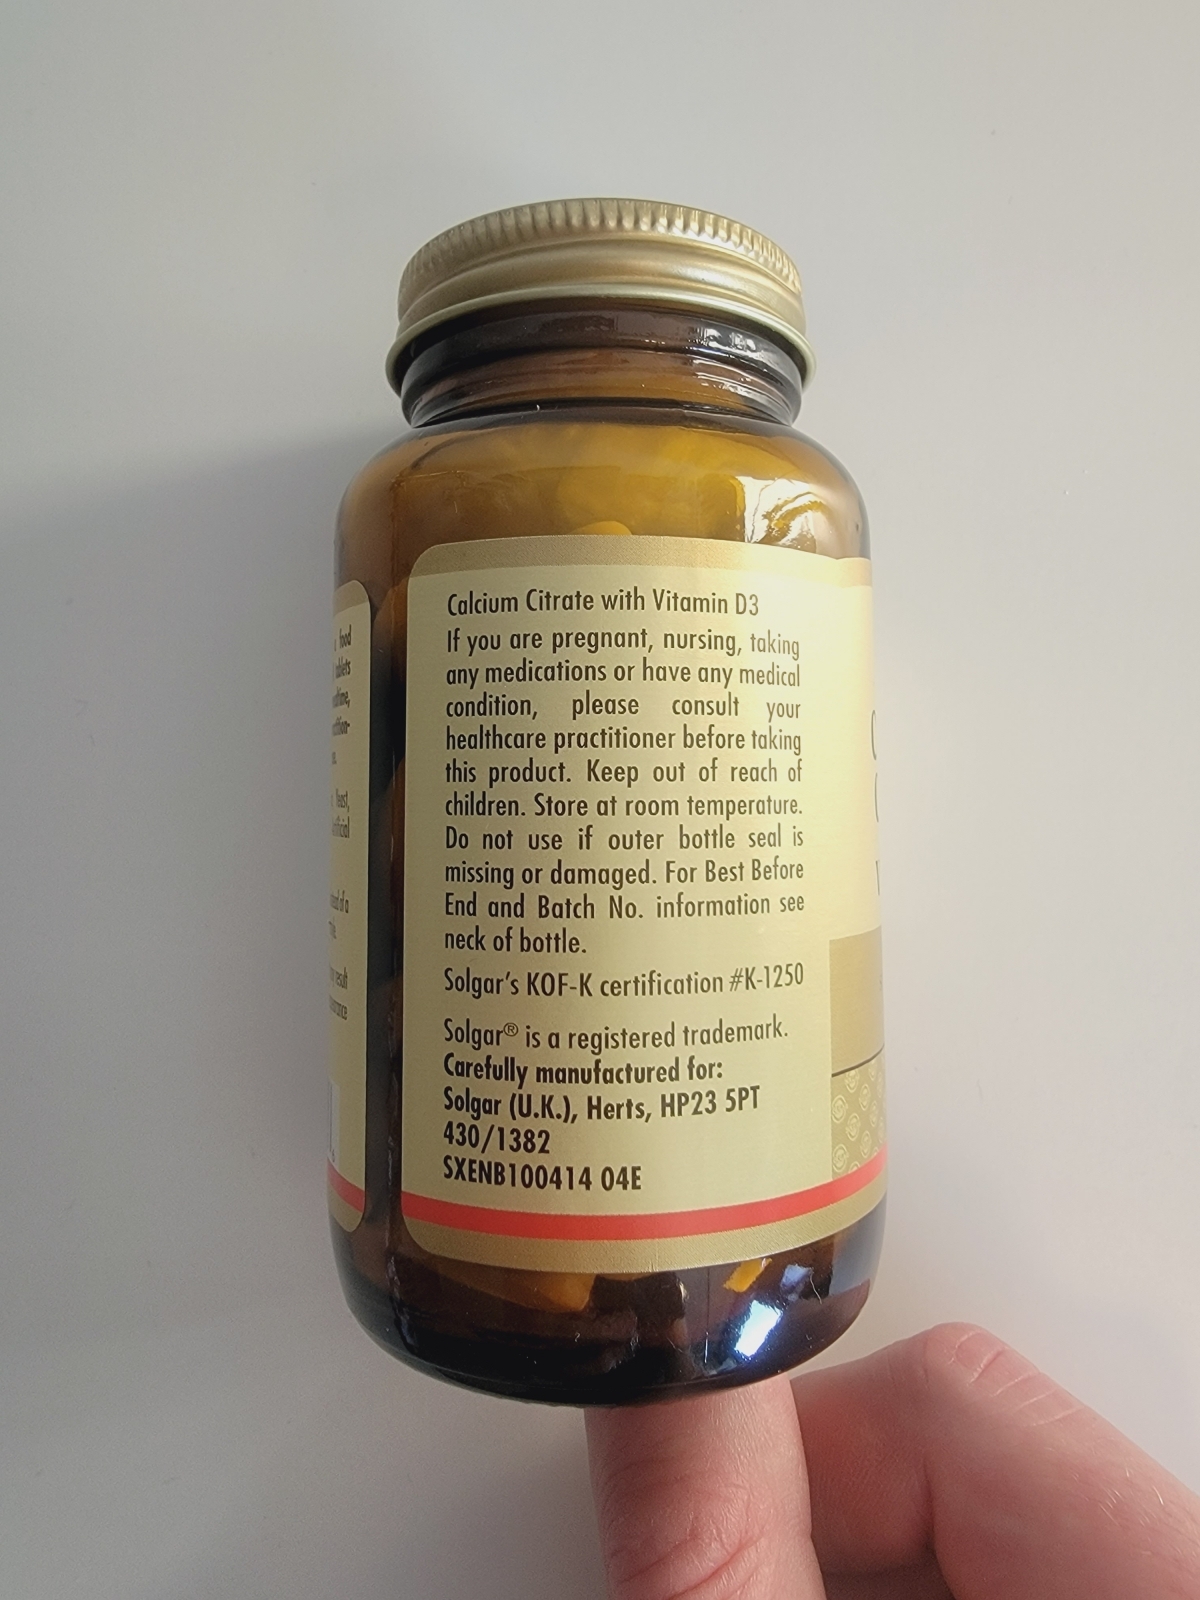 food
tablets
Calcium Citrate with Vitamin D3
If you are pregnant, nursing, taking
any medications or have any medical
condition, please consult your
healthcare practitioner before taking
this product. Keep out of reach of
children. Store at room temperature.
Do not use if outer bottle seal is
missing or damaged. For Best Before
End and Batch No. information see
neck of bottle.
Solgar's KOF-K certification #K-1250
Solgar® is a registered trademark.
Carefully manufactured for:
Solgar (U.K.), Herts, HP23 5PT
430/1382
SXENB100414 04E